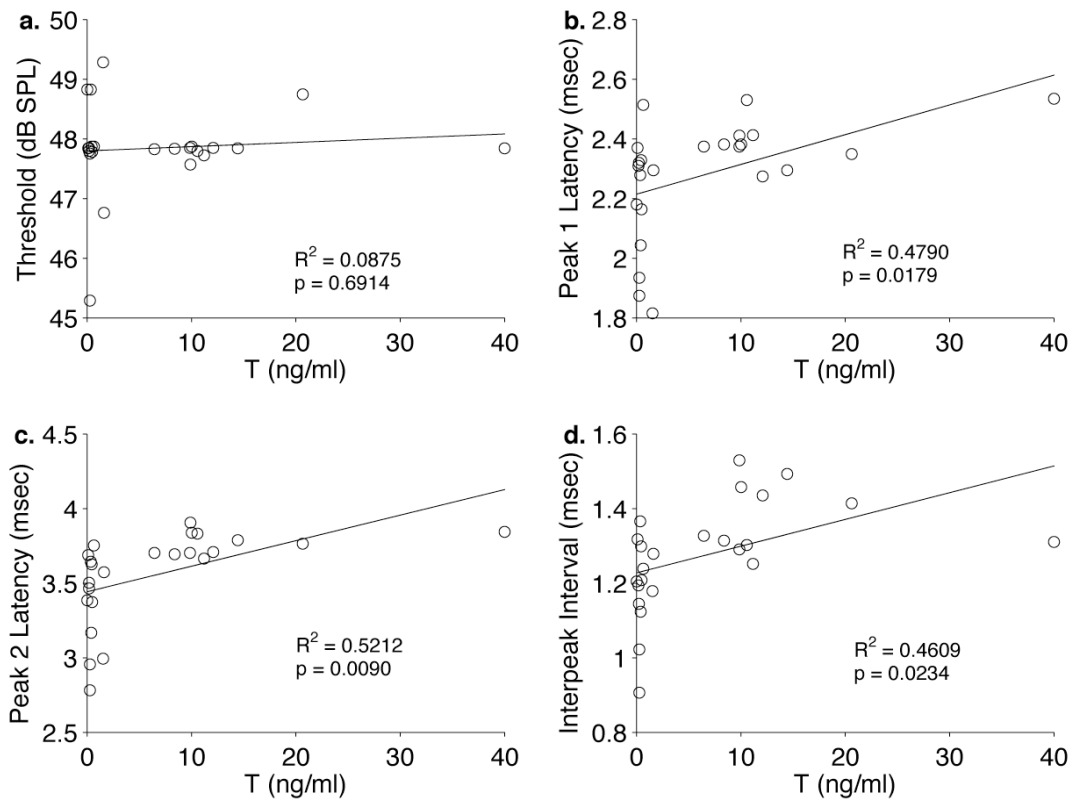 a.
50
49
48
47
46
45
Threshold (dB SPL)
R² = 0.0875
p = 0.6914
0 10 20 30 40
T (ng/ml)
b.
2.8
2.6
2.4
2.2
2
1.8
Peak 1 Latency (msec)
R² = 0.4790
p = 0.0179
0 10 20 30 40
T (ng/ml)
c.
4.5
4
3.5
3
2.5
Peak 2 Latency (msec)
R² = 0.5212
p = 0.0090
0 10 20 30 40
T (ng/ml)
d.
1.6
1.4
1.2
1
0.8
Interpeak Interval (msec)
R² = 0.4609
p = 0.0234
0 10 20 30 40
T (ng/ml)